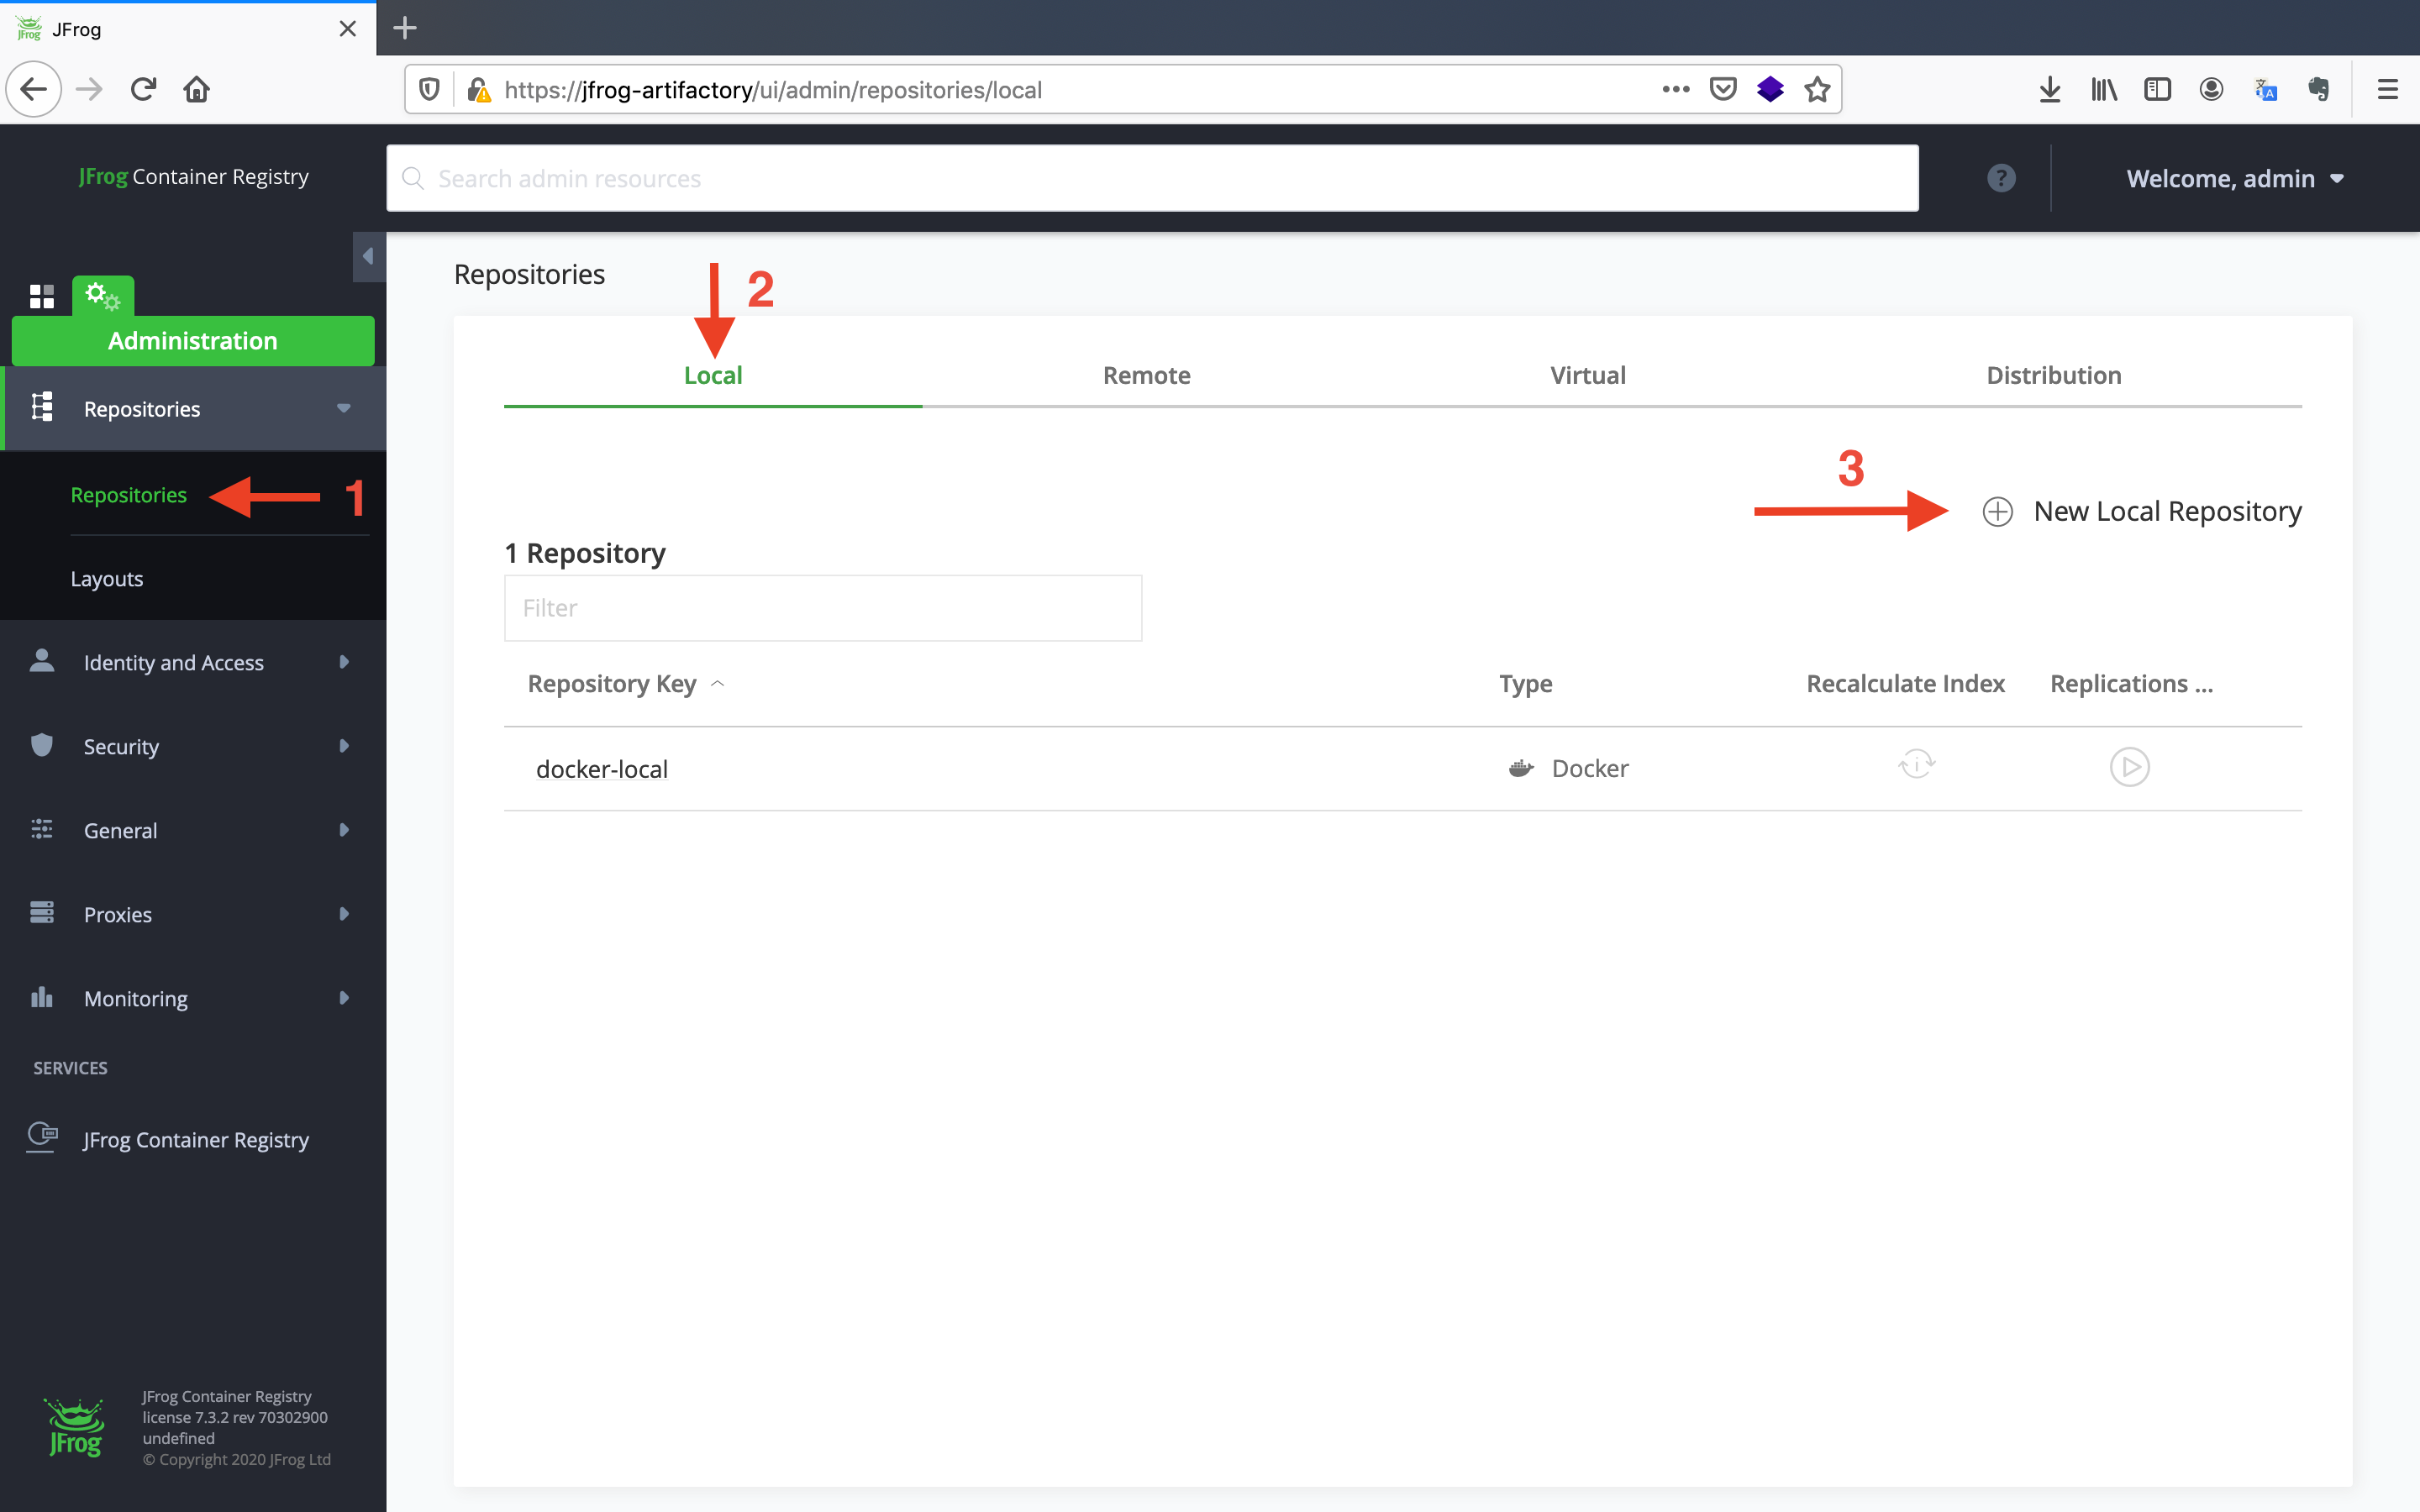 JFrog
https://jfrog-artifactory/ui/admin/repositories/local
JFrog Container Registry
Search admin resources
?
Welcome, admin
Administration
Repositories
Repositories
1
Layouts
Identity and Access
Security
General
Proxies
Monitoring
SERVICES
JFrog Container Registry
JFrog
JFrog Container Registry
license 7.3.2 rev 70302900
undefined
© Copyright 2020 JFrog Ltd
Repositories
2
Local Remote Virtual Distribution
3
New Local Repository
1 Repository
Filter
Repository Key Type Recalculate Index Replications ...
docker-local Docker